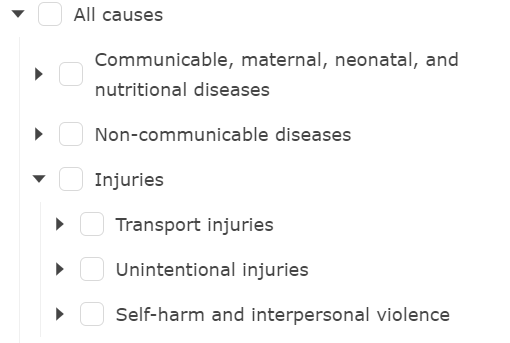 All causes
Communicable, maternal, neonatal, and
nutritional diseases
Non-communicable diseases
Injuries
Transport injuries
Unintentional injuries
Self-harm and interpersonal violence